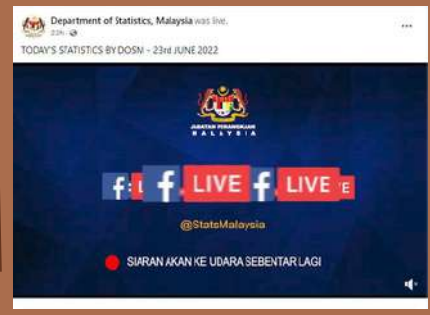 Department of Statistics, Malaysia was live.
22h
TODAY'S STATISTICS BY DOSM - 23rd JUNE 2022
JABATAN PERANGKAAN
MALAYSIA
f LIVE f LIVE
@StatsMalaysia
SIARAN AKAN KE UDARA SEBENTAR LAGI